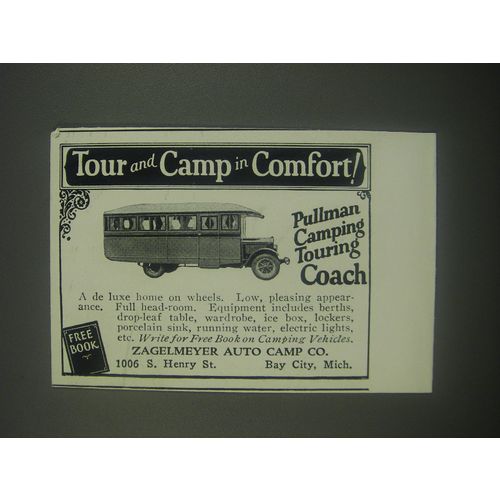 Tour and Camp in Comfort!
Pullman
Camping
Touring
Coach
A de luxe home on wheels. Low, pleasing appear-
ance. Full head-room. Equipment includes berths,
drop-leaf table, wardrobe, ice box, lockers,
porcelain sink, running water, electric lights,
etc. Write for Free Book on Camping Vehicles.
ZAGELMEYER AUTO CAMP CO.
1006 S. Henry St. Bay City, Mich.
FREE
BOOK